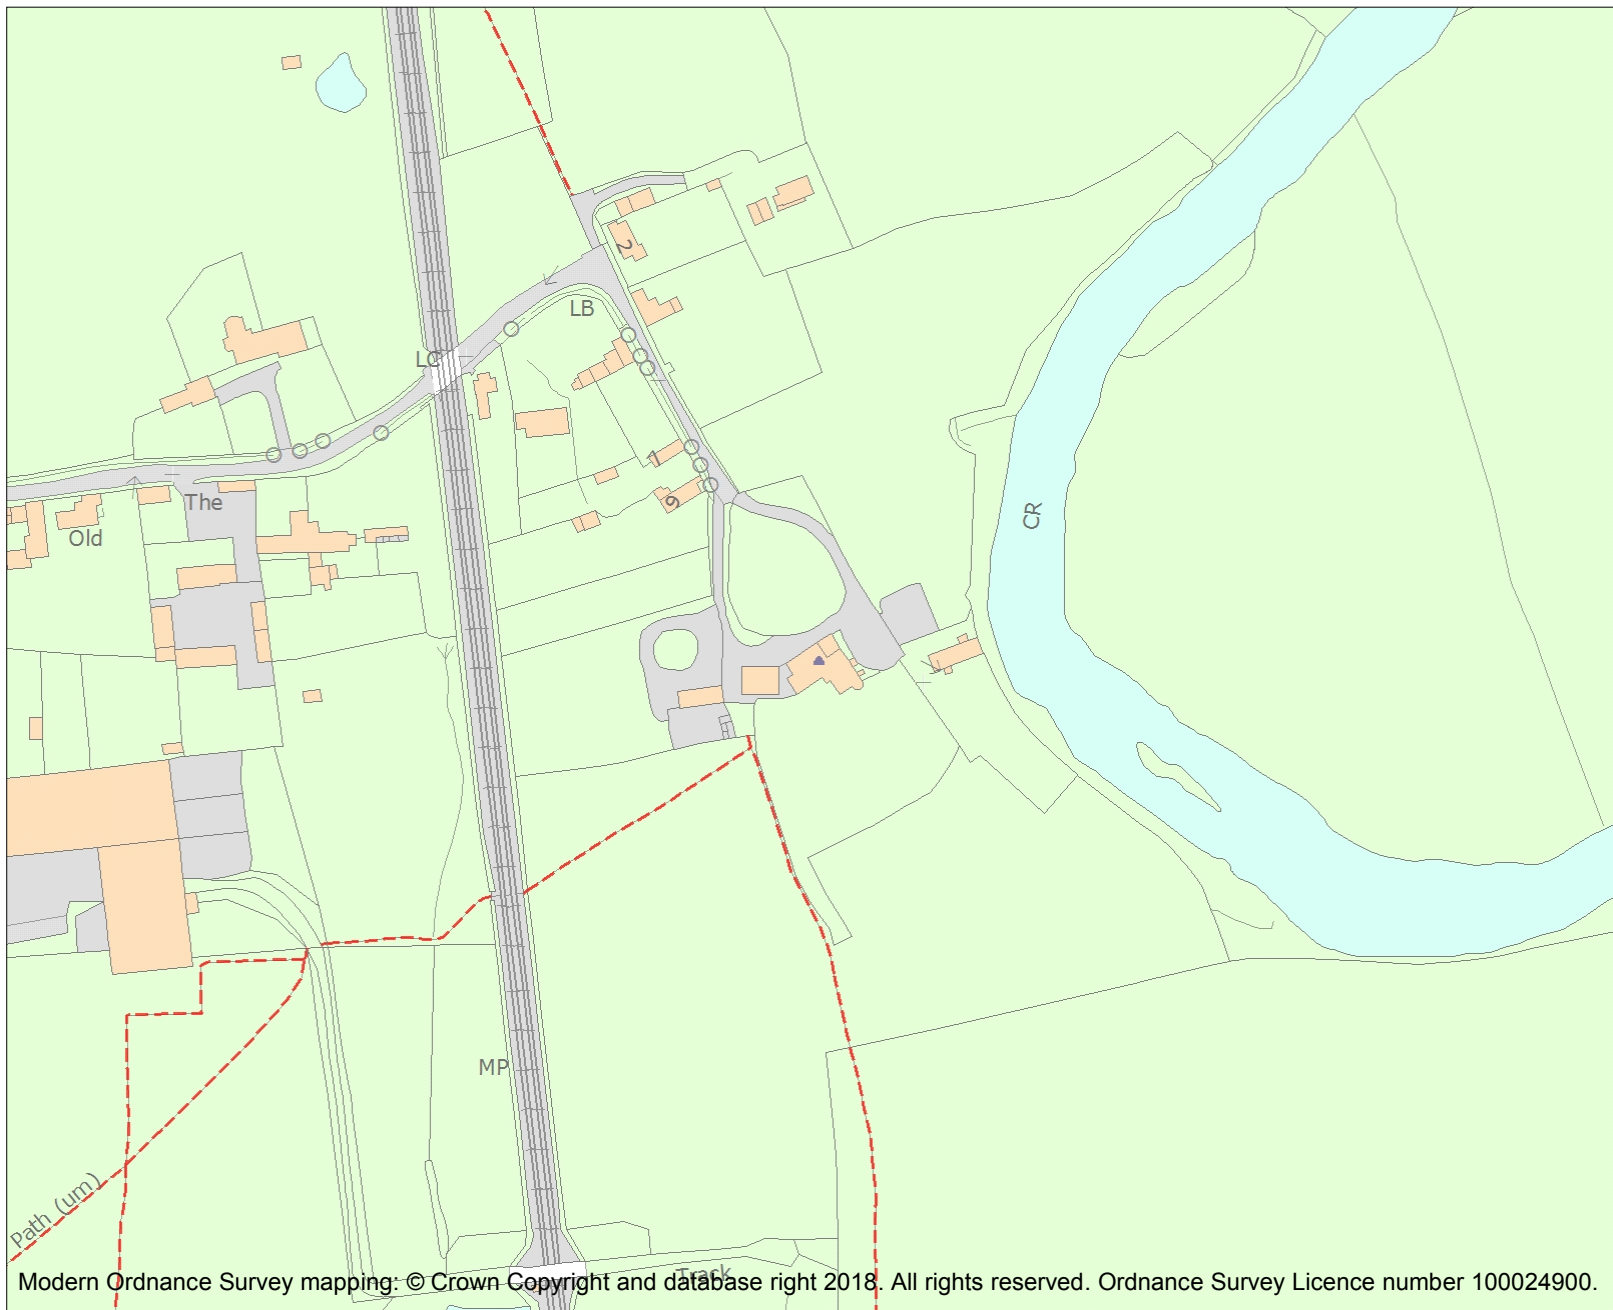 2
LB
LC
The
7
6
CR
Old
MP
Path (um)
Track
Modern Ordnance Survey mapping: © Crown Copyright and database right 2018. All rights reserved. Ordnance Survey Licence number 100024900.